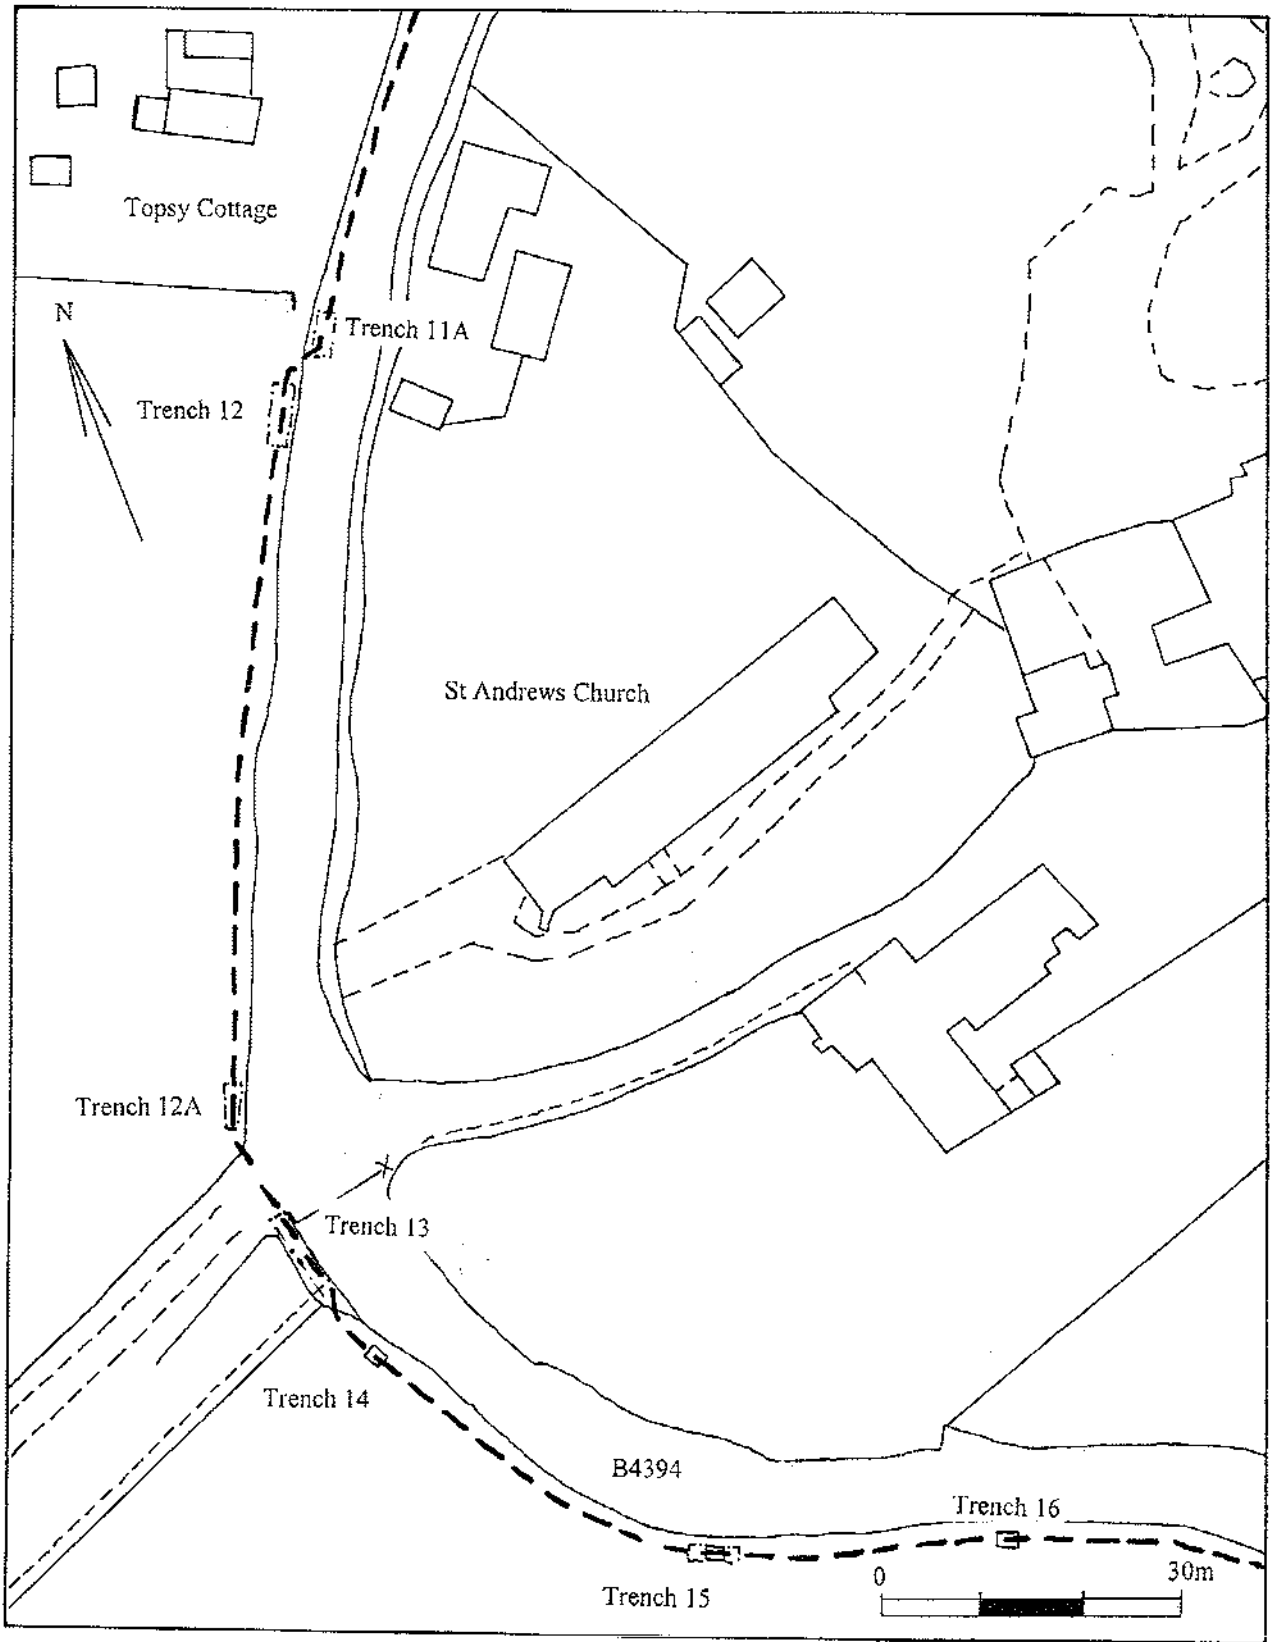 Topsy Cottage
N
Trench 11A
Trench 12
St Andrews Church
Trench 12A
Trench 13
Trench 14
B4394
Trench 16
0 30m
Trench 15